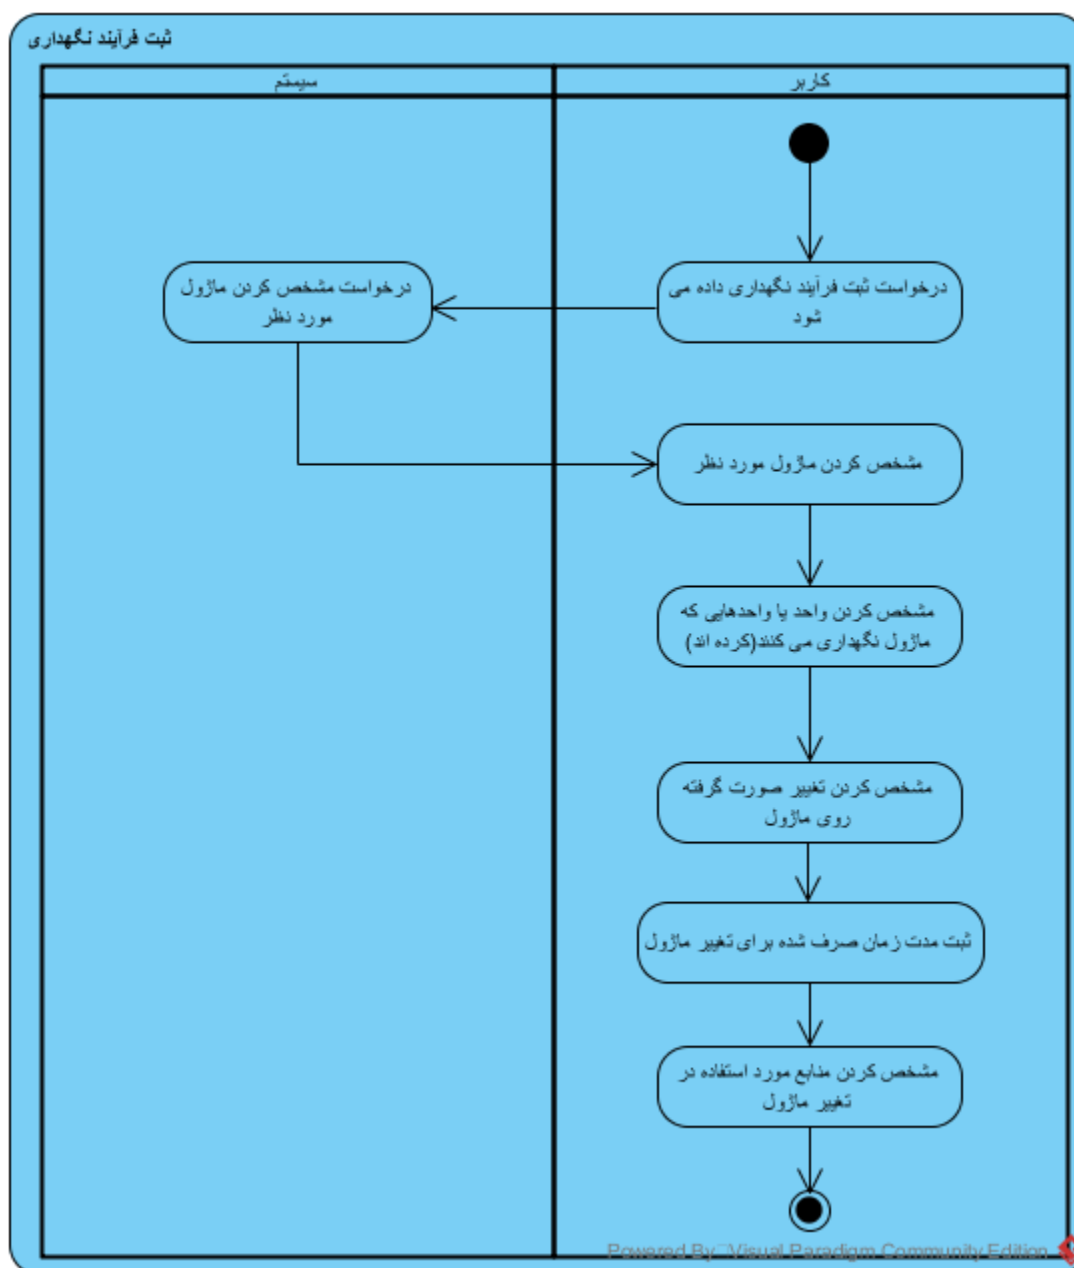 ثبت فرآیند نگهداری
کاربر
سیستم
درخواست ثبت فرآیند نگهداری داده می
شود
درخواست مشخص کردن ماژول
مورد نظر
مشخص کردن ماژول مورد نظر
مشخص کردن واحد یا واحدهایی که
ماژول نگهداری می کنند(کرده اند)
مشخص کردن تغییر صورت گرفته
روی ماژول
ثبت مدت زمان صرف شده برای تغییر ماژول
مشخص کردن منابع مورد استفاده در
تغییر ماژول
Powered By Visual Paradigm Community Edition